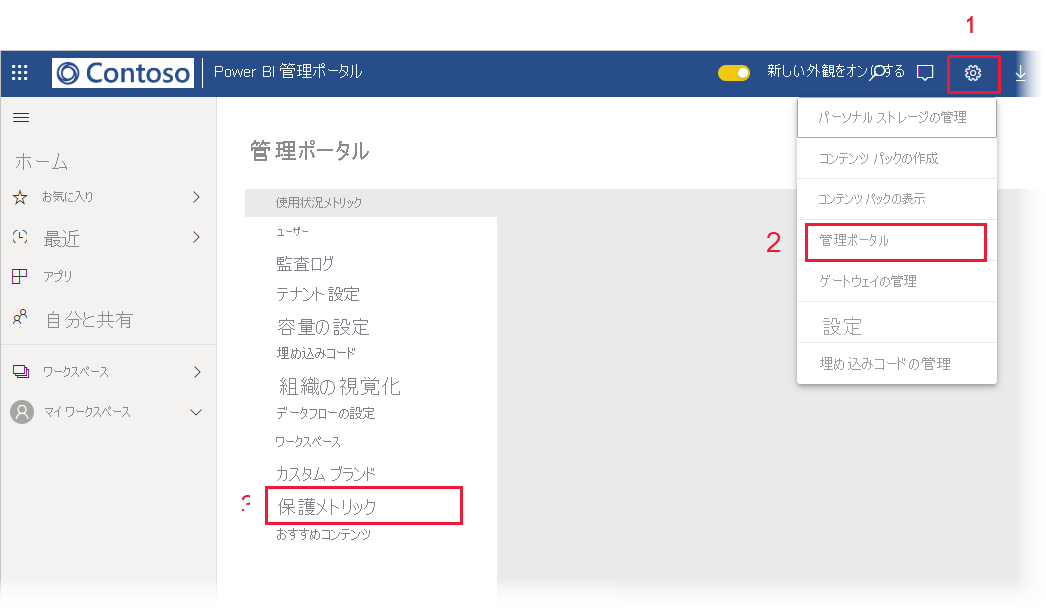 1
Contoso
Power BI 管理ポータル
新しい外観をオンにする
ホーム
お気に入り
最近
アプリ
自分と共有
ワークスペース
マイ ワークスペース
管理ポータル
使用状況メトリック
ユーザー
監査ログ
テナント設定
容量の設定
埋め込みコード
組織の視覚化
データフローの設定
ワークスペース
カスタム ブランド
3
保護メトリック
おすすめコンテンツ
パーソナル ストレージの管理
コンテンツ パックの作成
コンテンツ パックの表示
2
管理ポータル
ゲートウェイの管理
設定
埋め込みコードの管理